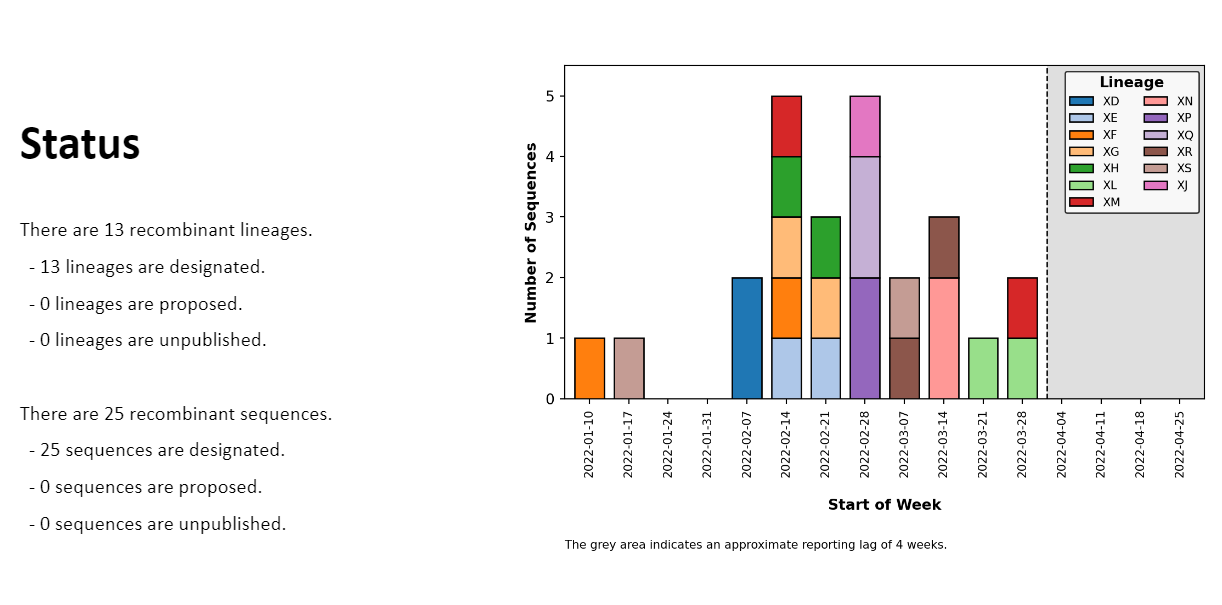 Status
There are 13 recombinant lineages.
- 13 lineages are designated.
- 0 lineages are proposed.
- 0 lineages are unpublished.
There are 25 recombinant sequences.
- 25 sequences are designated.
- 0 sequences are proposed.
- 0 sequences are unpublished.
Number of Sequences
5
4
3
2
1
0
Lineage
XD
XE
XF
XG
XH
XL
XM
XN
XP
XQ
XR
XS
XJ
2022-01-10
2022-01-17
2022-01-24
2022-01-31
2022-02-07
2022-02-14
2022-02-21
2022-02-28
2022-03-07
2022-03-14
2022-03-21
2022-03-28
2022-04-04
2022-04-11
2022-04-18
2022-04-25
Start of Week
The grey area indicates an approximate reporting lag of 4 weeks.